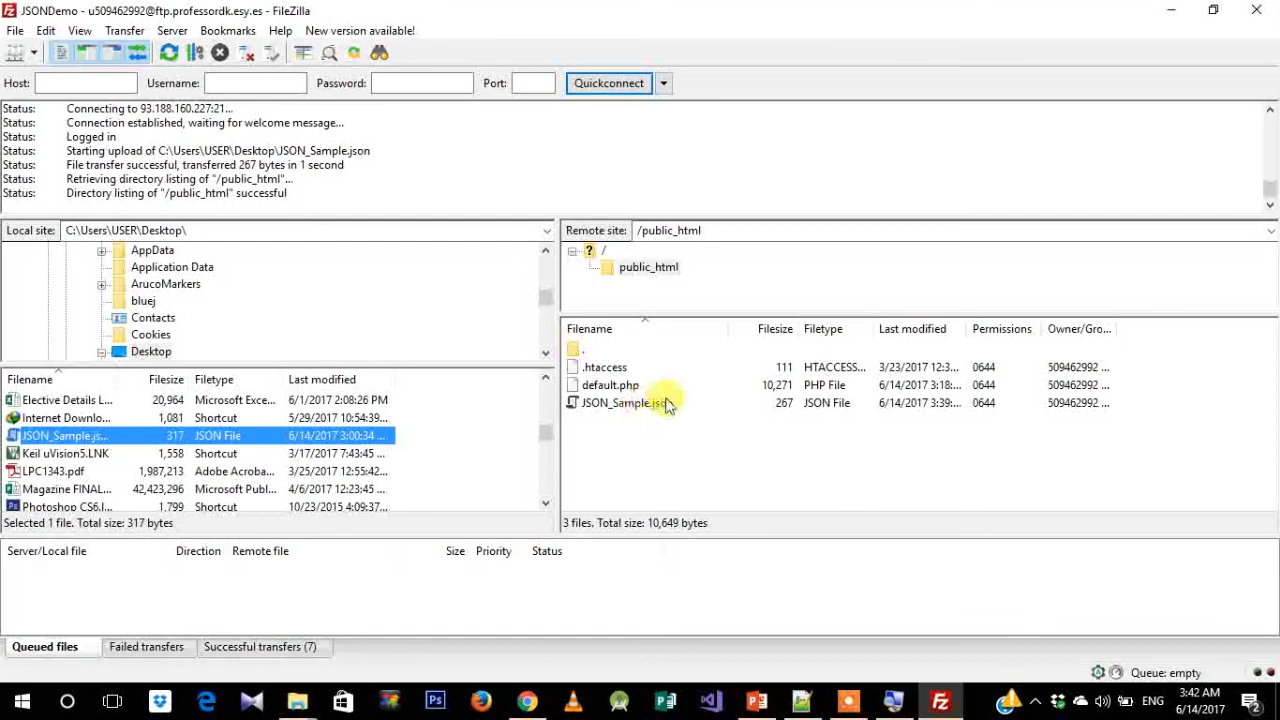 JSONDemo - u509462992@ftp.professordk.esy.es - FileZilla
File Edit View Transfer Server Bookmarks Help New version available!
Host: Username: Password: Port: Quickconnect
Status: Connecting to 93.188.160.227:21...
Status: Connection established, waiting for welcome message...
Status: Logged in
Status: Starting upload of C:\Users\USER\Desktop\JSON_Sample.json
Status: File transfer successful, transferred 267 bytes in 1 second
Status: Retrieving directory listing of "/public_html"...
Status: Directory listing of "/public_html" successful
Local site: C:\Users\USER\Desktop\
AppData
Application Data
ArucoMarkers
bluej
Contacts
Cookies
Desktop
Filename Filesize Filetype Last modified
Elective Details L... 20,964 Microsoft Exce... 6/1/2017 2:08:26 PM
Internet Downlo... 1,081 Shortcut 5/29/2017 10:54:39...
JSON_Sample.js... 317 JSON File 6/14/2017 3:00:34 ...
Keil uVision5.LNK 1,558 Shortcut 3/17/2017 7:43:45 ...
LPC1343.pdf 1,987,213 Adobe Acroba... 3/25/2017 12:55:42...
Magazine FINAL... 42,423,296 Microsoft Publ... 4/6/2017 12:23:45 ...
Photoshop CS6.l... 1,799 Shortcut 10/23/2015 4:09:37...
Selected 1 file. Total size: 317 bytes
Remote site: /public_html
? /
public_html
Filename Filesize Filetype Last modified Permissions Owner/Gro...
.
.htaccess 111 HTACCESS... 3/23/2017 12:3... 0644 509462992 ...
default.php 10,271 PHP File 6/14/2017 3:18:... 0644 509462992 ...
JSON_Sample.json 267 JSON File 6/14/2017 3:39:... 0644 509462992 ...
3 files. Total size: 10,649 bytes
Server/Local file Direction Remote file Size Priority Status
Queued files Failed transfers Successful transfers (7)
Queue: empty
Ps
Fz
ENG
3:42 AM
6/14/2017
2